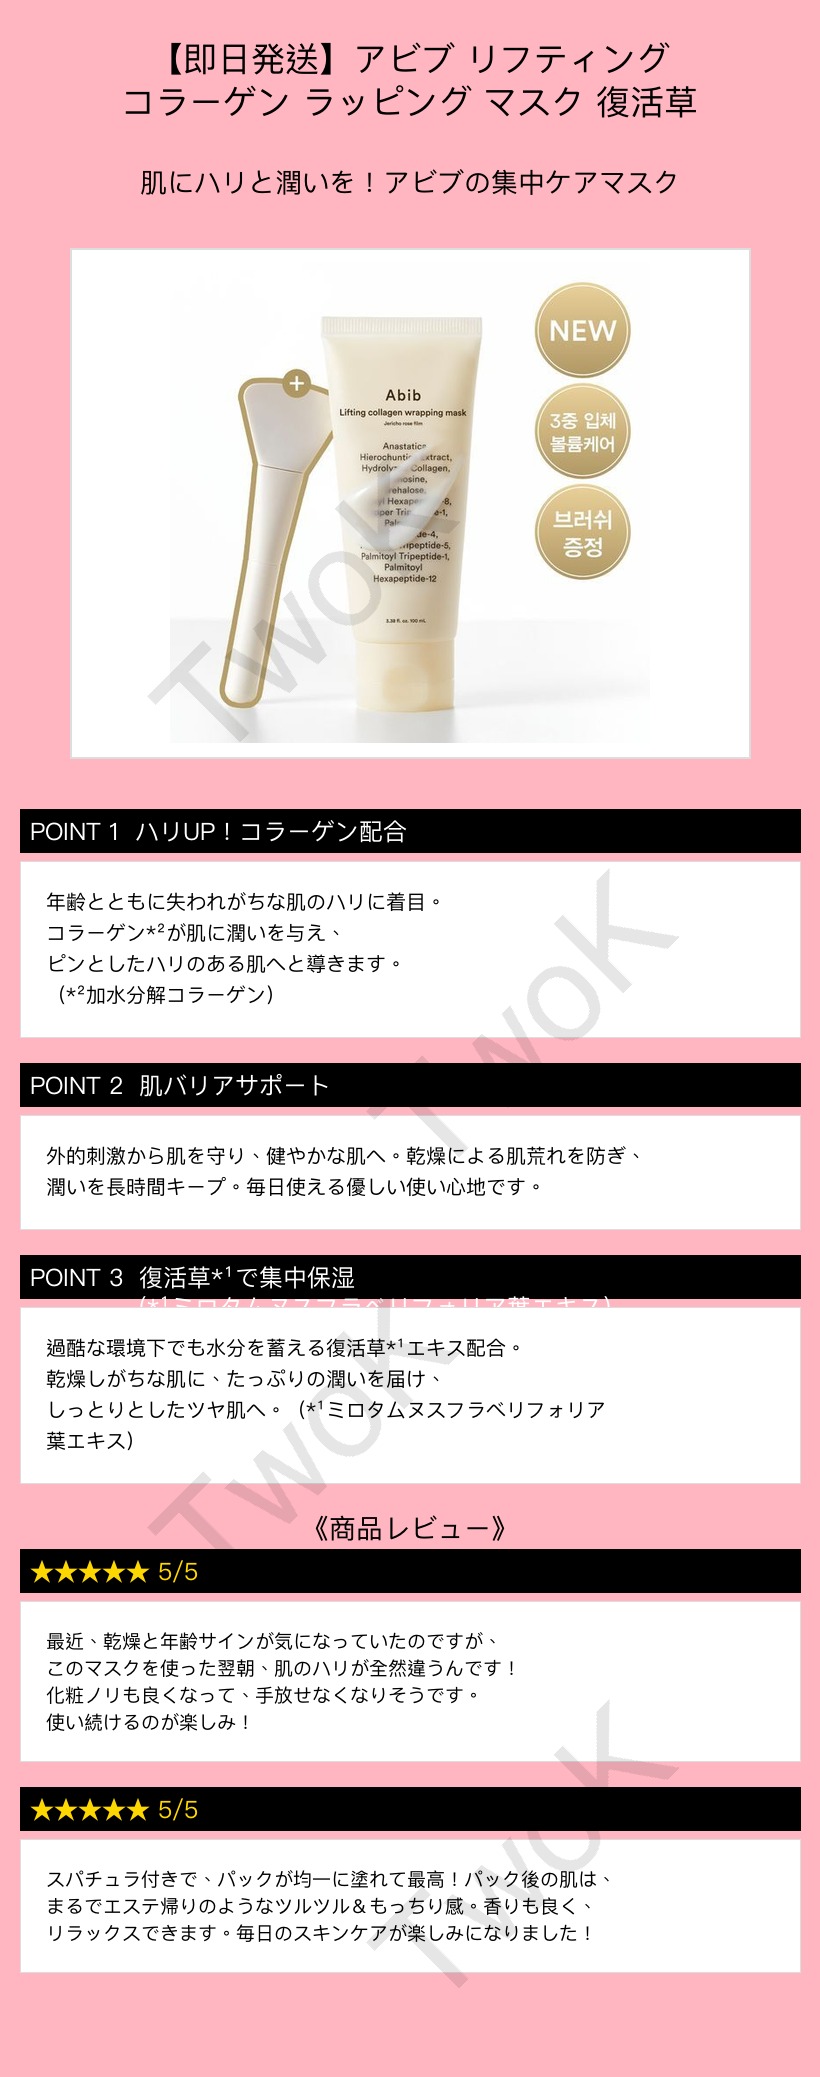 【即日発送】アビブ リフティング
コラーゲン ラッピング マスク 復活草
肌にハリと潤いを！アビブの集中ケアマスク
NEW
3중 입체
볼륨케어
브러쉬
증정
+
Abib
Lifting collagen wrapping mask
Jericho rose film
Anastatica
Hierochuntic Extract,
Collagen,
Hexape -8,
e-1,
de-4,
Tripeptide-5,
Palmitoyl Tripeptide-1,
Palmitoyl
Hexapeptide-12
3.38 fl. oz. 100 mL
TwoK
POINT 1 ハリUP！コラーゲン配合
年齢とともに失われがちな肌のハリに着目。
コラーゲン*²が肌に潤いを与え、
ピンとしたハリのある肌へと導きます。
（*²加水分解コラーゲン）
TwoK
POINT 2 肌バリアサポート
外的刺激から肌を守り、健やかな肌へ。乾燥による肌荒れを防ぎ、
潤いを長時間キープ。毎日使える優しい使い心地です。
POINT 3 復活草*¹で集中保湿
(*¹ミロタムヌスフラベリフォリア葉エキス)
過酷な環境下でも水分を蓄える復活草*¹エキス配合。
乾燥しがちな肌に、たっぷりの潤いを届け、
しっとりとしたツヤ肌へ。（*¹ミロタムヌスフラベリフォリア
葉エキス）
TwoK
《商品レビュー》
★★★★★ 5/5
最近、乾燥と年齢サインが気になっていたのですが、
このマスクを使った翌朝、肌のハリが全然違うんです！
化粧ノリも良くなって、手放せなくなりそうです。
使い続けるのが楽しみ！
★★★★★ 5/5
スパチュラ付きで、パックが均一に塗れて最高！パック後の肌は、
まるでエステ帰りのようなツルツル＆もっちり感。香りも良く、
リラックスできます。毎日のスキンケアが楽しみになりました！
TwoK